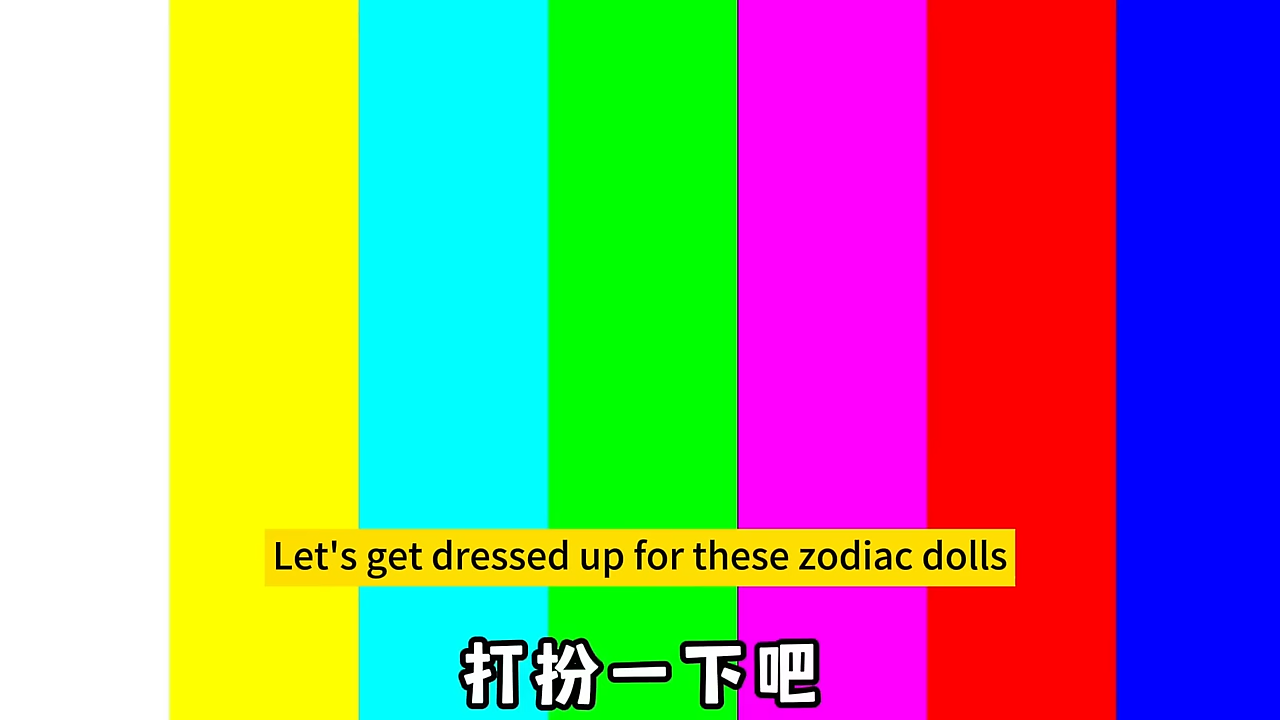 Let's get dressed up for these zodiac dolls
打扮一下吧